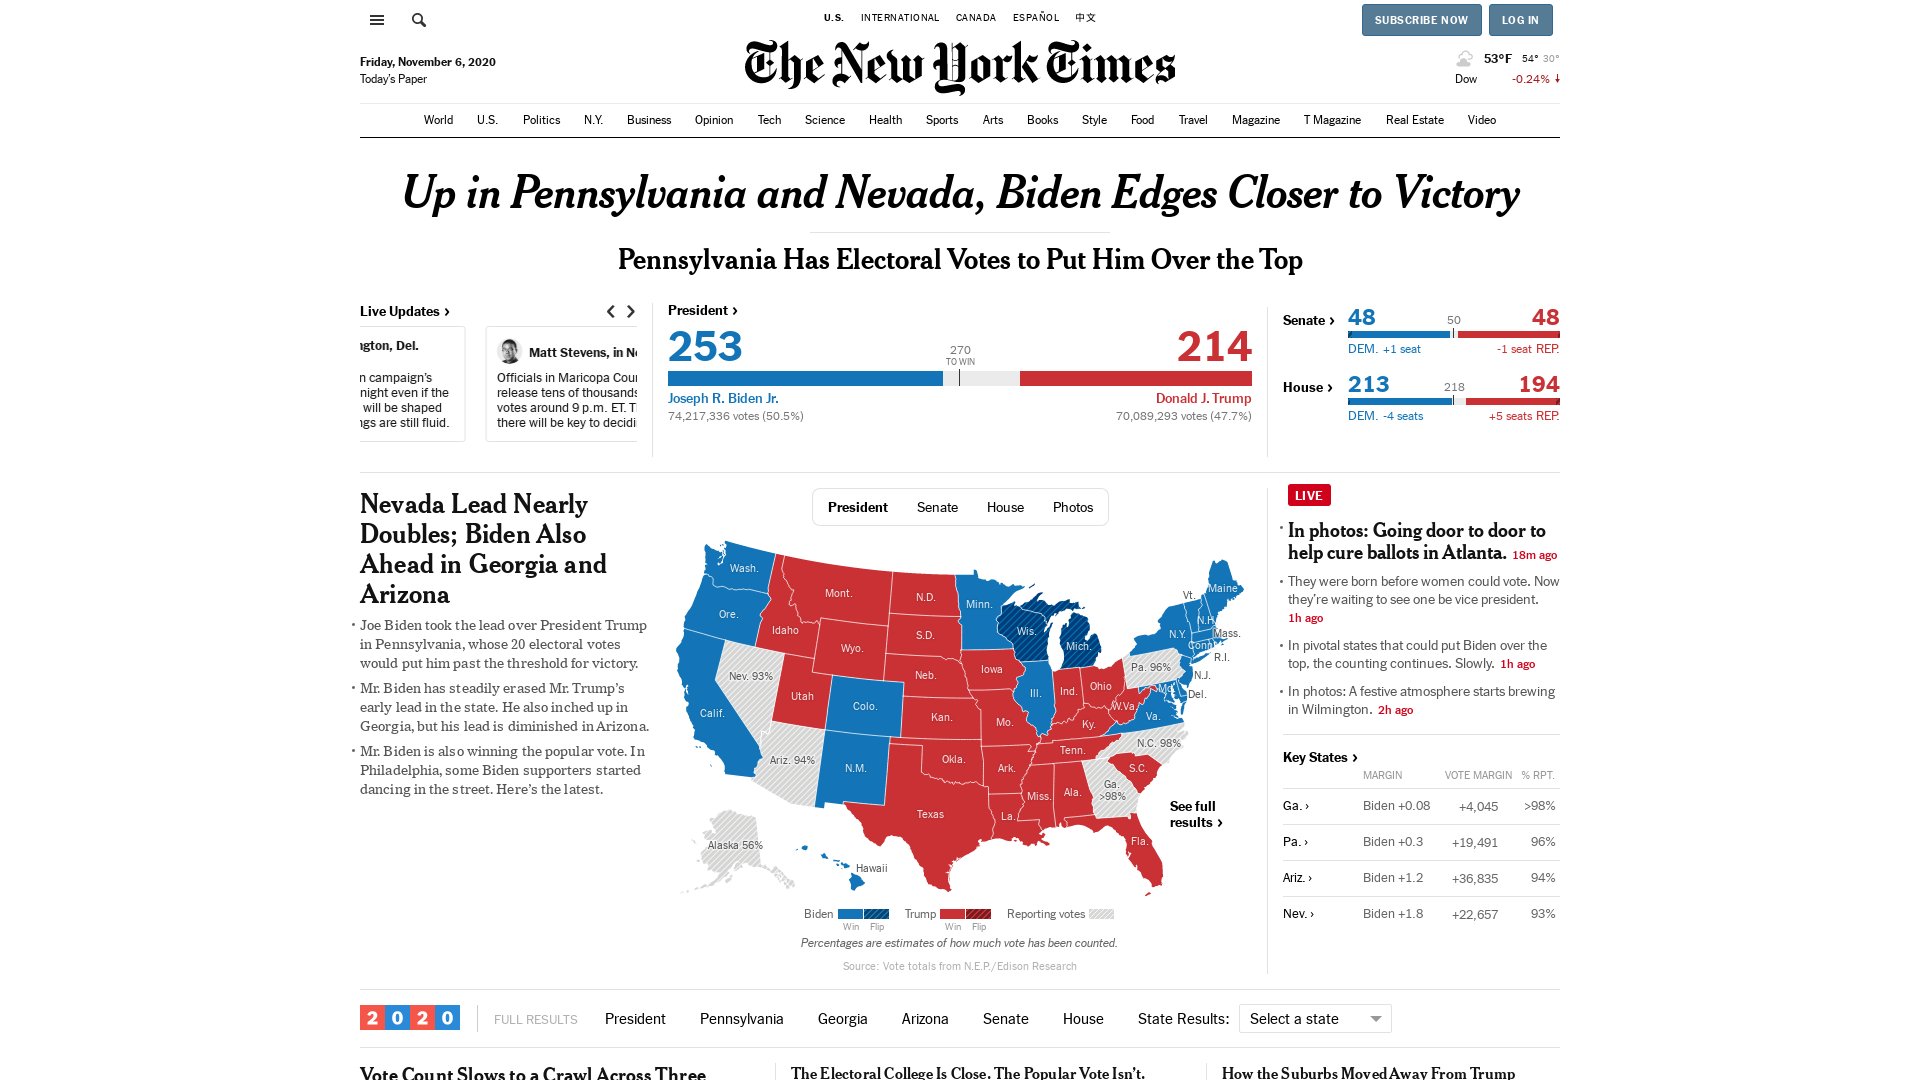 U.S. INTERNATIONAL CANADA ESPAÑOL 中文
SUBSCRIBE NOW LOG IN
Friday, November 6, 2020
Today's Paper
The New York Times
53°F 54° 30°
Dow -0.24% ↓
World U.S. Politics N.Y. Business Opinion Tech Science Health Sports Arts Books Style Food Travel Magazine T Magazine Real Estate Video
Up in Pennsylvania and Nevada, Biden Edges Closer to Victory
Pennsylvania Has Electoral Votes to Put Him Over the Top
Live Updates ›
ngton, Del.
n campaign's
night even if the
will be shaped
ngs are still fluid.
Matt Stevens, in Ne
Officials in Maricopa Cour
release tens of thousands
votes around 9 p.m. ET. T
there will be key to decidi
President ›
253
214
270
TO WIN
Joseph R. Biden Jr.
Donald J. Trump
74,217,336 votes (50.5%)
70,089,293 votes (47.7%)
Senate ›
48
50
48
DEM. +1 seat
-1 seat REP.
House ›
213
218
194
DEM. -4 seats
+5 seats REP.
Nevada Lead Nearly
Doubles; Biden Also
Ahead in Georgia and
Arizona
• Joe Biden took the lead over President Trump
in Pennsylvania, whose 20 electoral votes
would put him past the threshold for victory.
• Mr. Biden has steadily erased Mr. Trump's
early lead in the state. He also inched up in
Georgia, but his lead is diminished in Arizona.
• Mr. Biden is also winning the popular vote. In
Philadelphia, some Biden supporters started
dancing in the street. Here's the latest.
President Senate House Photos
Wash.
Ore.
Calif.
Nev. 93%
Idaho
Mont.
Wyo.
Utah
Colo.
Ariz. 94%
N.M.
N.D.
S.D.
Neb.
Kan.
Okla.
Texas
Minn.
Iowa
Mo.
Ark.
La.
Wis.
Ill.
Mich.
Ind.
Ohio
Ky.
Tenn.
Miss.
Ala.
Ga.
>98%
Fla.
S.C.
N.C. 98%
Va.
W.Va.
Md.
Del.
Pa. 96%
N.J.
N.Y.
Conn.
R.I.
Mass.
Vt.
N.H.
Maine
Alaska 56%
Hawaii
See full
results ›
Biden Trump Reporting votes
Win Flip Win Flip
Percentages are estimates of how much vote has been counted.
Source: Vote totals from N.E.P./Edison Research
LIVE
• In photos: Going door to door to
help cure ballots in Atlanta. 18m ago
• They were born before women could vote. Now
they're waiting to see one be vice president.
1h ago
• In pivotal states that could put Biden over the
top, the counting continues. Slowly. 1h ago
• In photos: A festive atmosphere starts brewing
in Wilmington. 2h ago
Key States ›
MARGIN VOTE MARGIN % RPT.
Ga. › Biden +0.08 +4,045 >98%
Pa. › Biden +0.3 +19,491 96%
Ariz. › Biden +1.2 +36,835 94%
Nev. › Biden +1.8 +22,657 93%
2020 FULL RESULTS President Pennsylvania Georgia Arizona Senate House State Results: Select a state
Vote Count Slows to a Crawl Across Three
The Electoral College Is Close. The Popular Vote Isn't.
How the Suburbs Moved Away From Trump